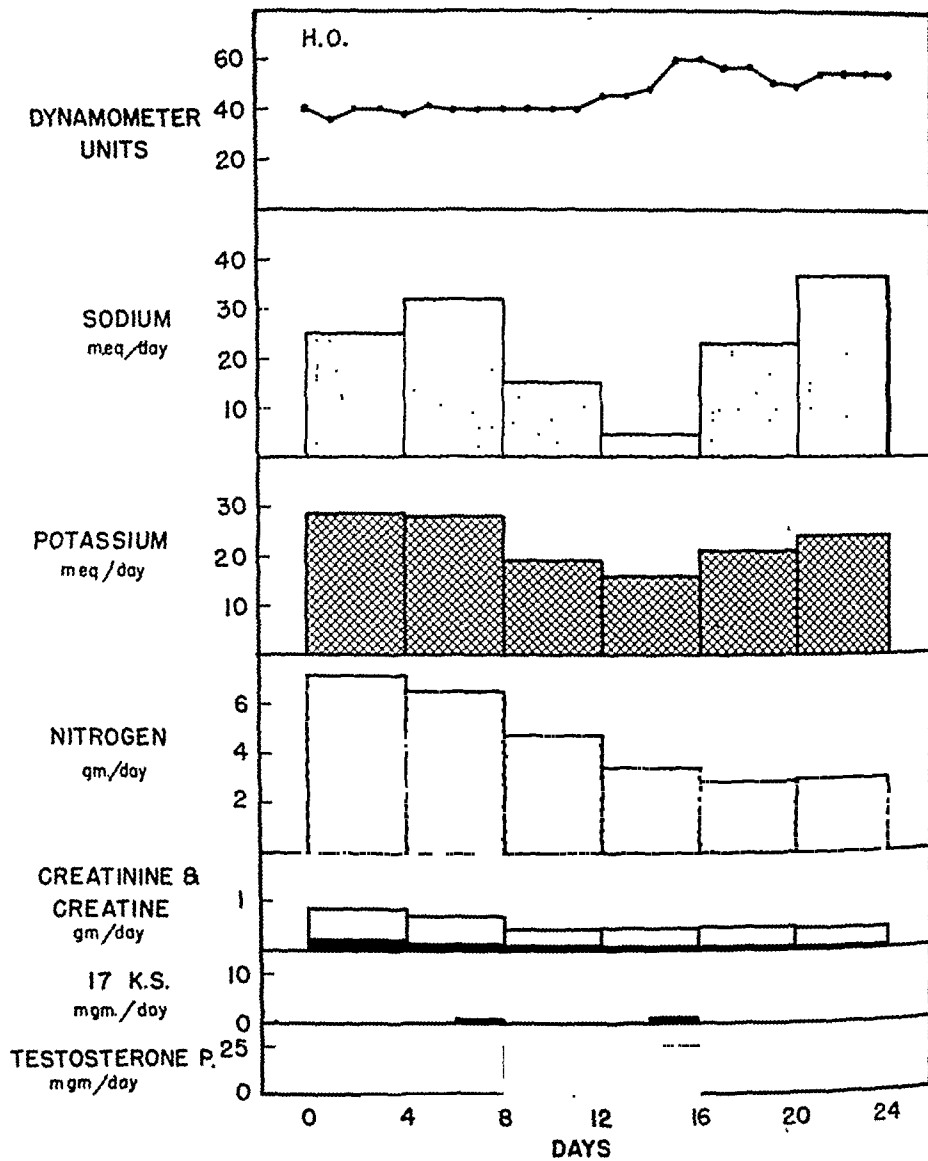 H.O.
60
40
20
DYNAMOMETER
UNITS
40
30
20
10
SODIUM
m.eq/day
30
20
10
POTASSIUM
meq/day
6
4
2
NITROGEN
gm./day
1
CREATININE &
CREATINE
gm/day
10
0
17 K.S.
mgm./day
25
0
TESTOSTERONE P.
mgm/day
0 4 8 12 16 20 24
DAYS